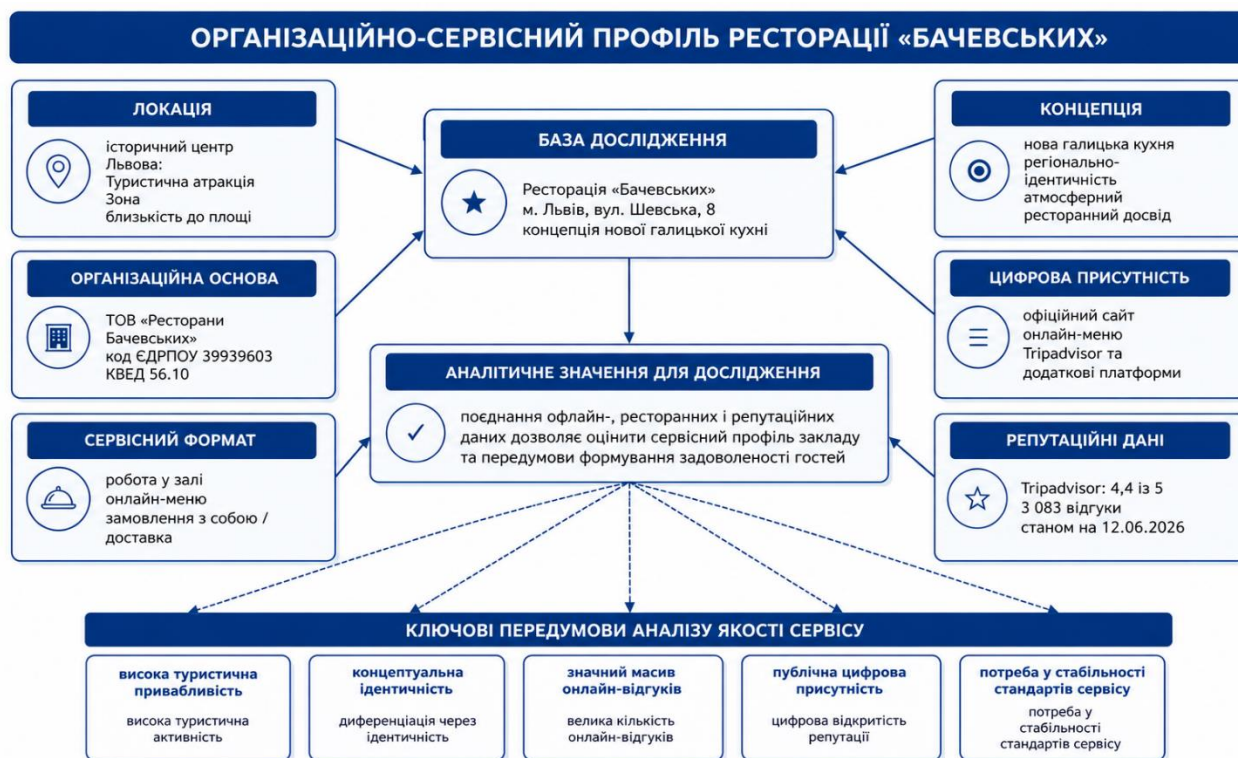 ОРГАНІЗАЦІЙНО-СЕРВІСНИЙ ПРОФІЛЬ РЕСТОРАЦІЇ «БАЧЕВСЬКИХ»
ЛОКАЦІЯ
історичний центр
Львова:
Туристична атракція
Зона
близькість до площі
ОРГАНІЗАЦІЙНА ОСНОВА
ТОВ «Ресторани
Бачевських»
код ЄДРПОУ 39939603
КВЕД 56.10
СЕРВІСНИЙ ФОРМАТ
робота у залі
онлайн-меню
замовлення з собою /
доставка
БАЗА ДОСЛІДЖЕННЯ
Ресторація «Бачевських»
м. Львів, вул. Шевська, 8
концепція нової галицької кухні
АНАЛІТИЧНЕ ЗНАЧЕННЯ ДЛЯ ДОСЛІДЖЕННЯ
поєднання офлайн-, ресторанних і репутаційних
даних дозволяє оцінити сервісний профіль закладу
та передумови формування задоволеності гостей
КОНЦЕПЦІЯ
нова галицька кухня
регіонально-
ідентичність
атмосферний
ресторанний досвід
ЦИФРОВА ПРИСУТНІСТЬ
офіційний сайт
онлайн-меню
Tripadvisor та
додаткові платформи
РЕПУТАЦІЙНІ ДАНІ
Tripadvisor: 4,4 із 5
3 083 відгуки
станом на 12.06.2026
КЛЮЧОВІ ПЕРЕДУМОВИ АНАЛІЗУ ЯКОСТІ СЕРВІСУ
висока туристична
привабливість
висока туристична
активність
концептуальна
ідентичність
диференціація через
ідентичність
значний масив
онлайн-відгуків
велика кількість
онлайн-відгуків
публічна цифрова
присутність
цифрова відкритість
репутації
потреба у стабільності
стандартів сервісу
потреба у
стабільності
стандартів сервісу